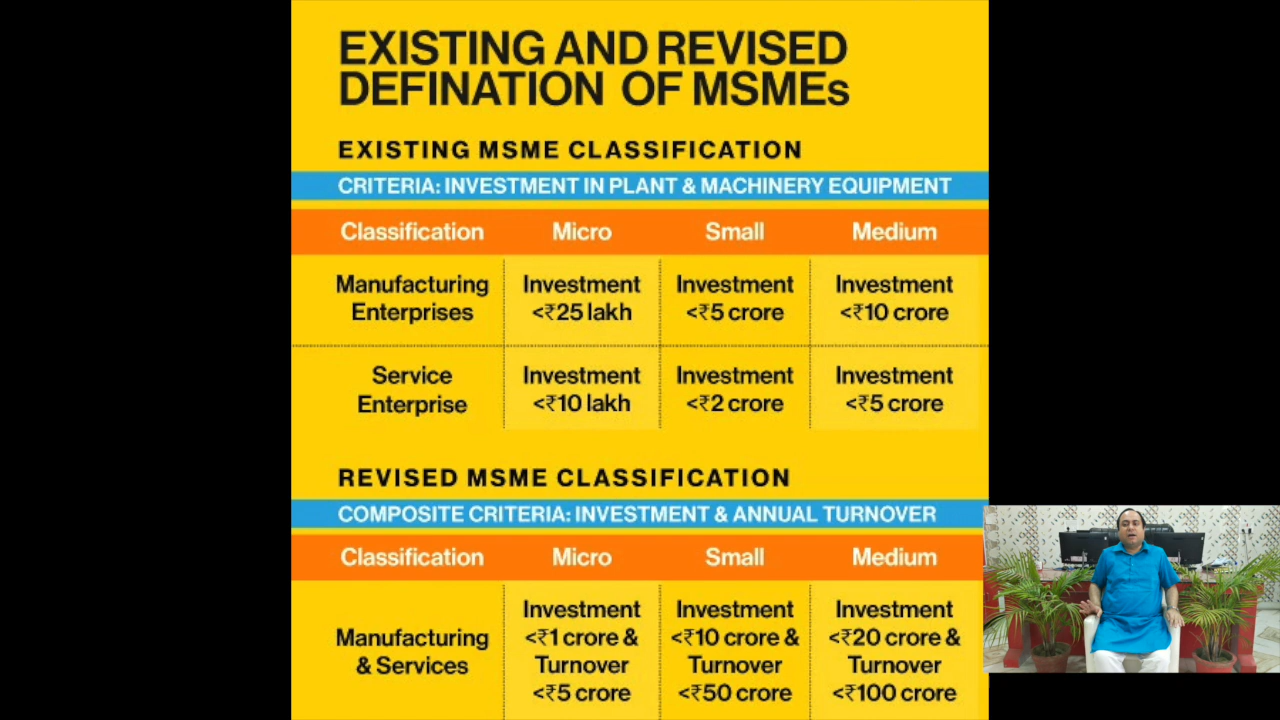 EXISTING AND REVISED
DEFINATION OF MSMEs
EXISTING MSME CLASSIFICATION
CRITERIA: INVESTMENT IN PLANT & MACHINERY EQUIPMENT
Classification Micro Small Medium
Manufacturing Investment Investment Investment
Enterprises <₹25 lakh <₹5 crore <₹10 crore
Service Investment Investment Investment
Enterprise <₹10 lakh <₹2 crore <₹5 crore
REVISED MSME CLASSIFICATION
COMPOSITE CRITERIA: INVESTMENT & ANNUAL TURNOVER
Classification Micro Small Medium
Manufacturing & Services
Investment <₹1 crore & Turnover <₹5 crore
Investment <₹10 crore & Turnover <₹50 crore
Investment <₹20 crore & Turnover <₹100 crore